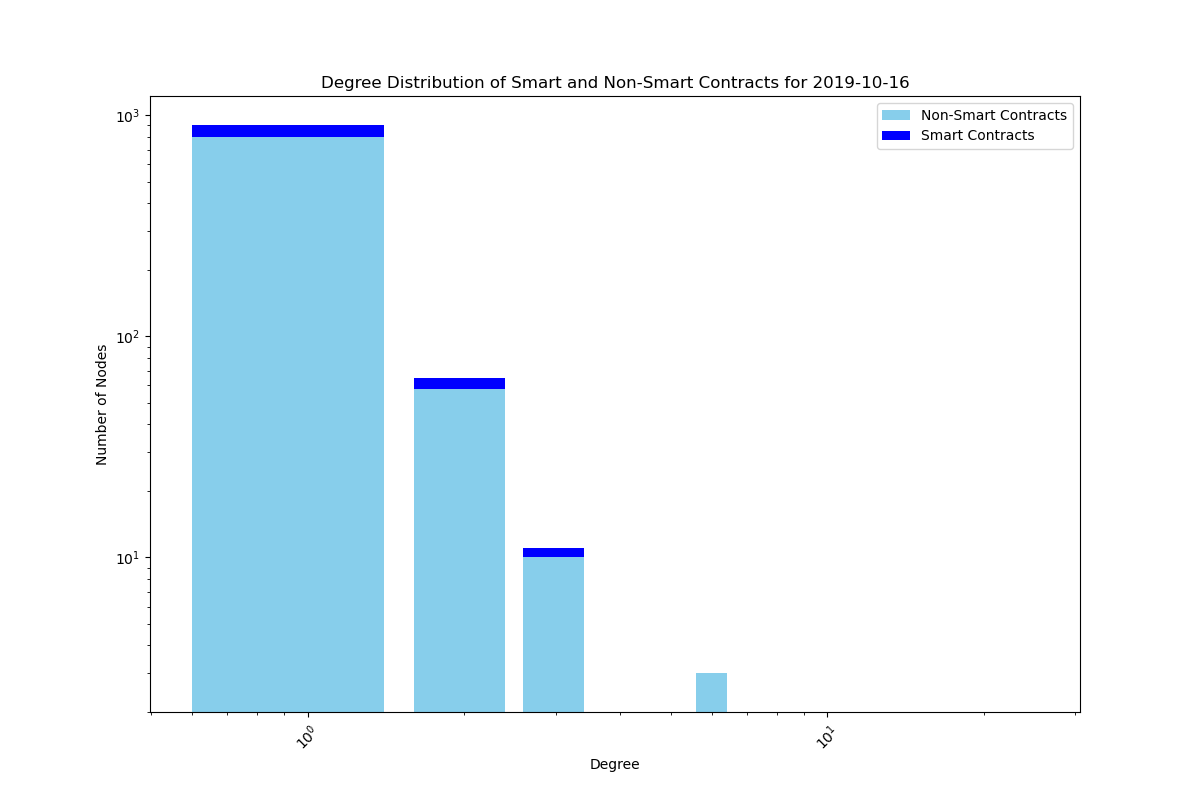 Degree Distribution of Smart and Non-Smart Contracts for 2019-10-16
Non-Smart Contracts
Smart Contracts
Number of Nodes
10³
10²
10¹
10⁰
10¹
Degree